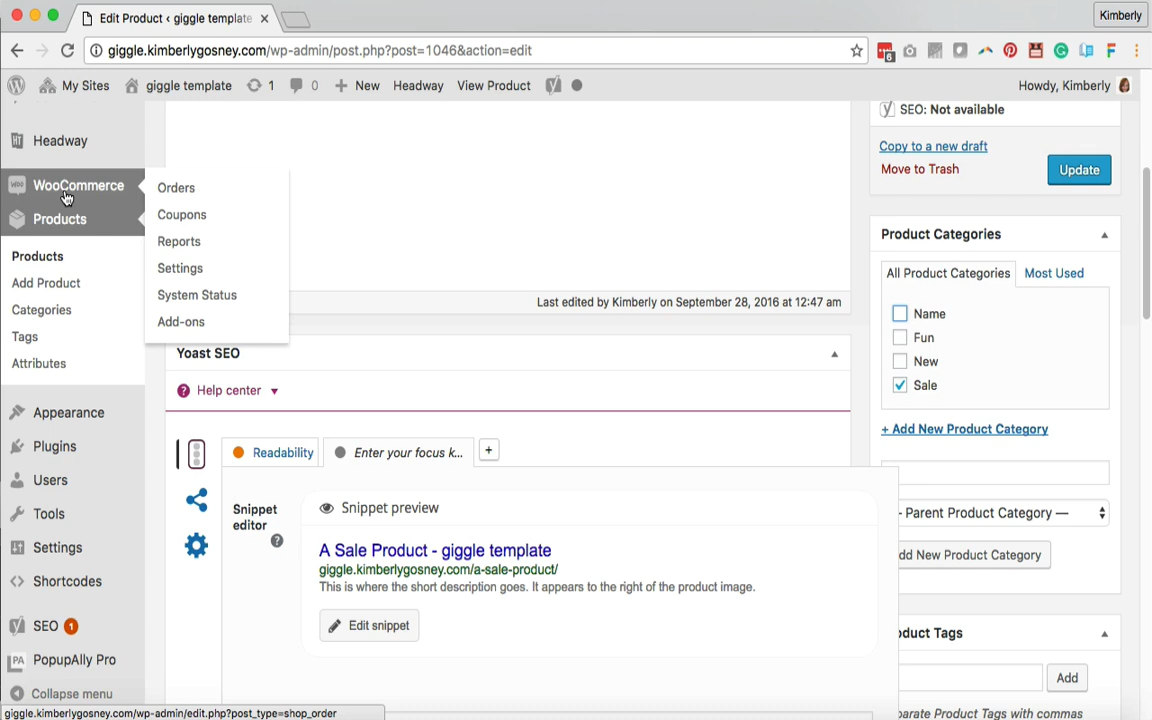 Edit Product ‹ giggle template
Kimberly
giggle.kimberlygosney.com/wp-admin/post.php?post=1046&action=edit
6
My Sites giggle template 1 0 New Headway View Product Howdy, Kimberly
Headway
WooCommerce
Products
Products
Add Product
Categories
Tags
Attributes
Appearance
Plugins
Users
Tools
Settings
Shortcodes
SEO 1
PA PopupAlly Pro
Collapse menu
Orders
Coupons
Reports
Settings
System Status
Add-ons
Last edited by Kimberly on September 28, 2016 at 12:47 am
Yoast SEO
Help center
Readability
Enter your focus k...
+
Snippet
editor
Snippet preview
A Sale Product - giggle template
giggle.kimberlygosney.com/a-sale-product/
This is where the short description goes. It appears to the right of the product image.
Edit snippet
SEO: Not available
Copy to a new draft
Move to Trash
Update
Product Categories
All Product Categories Most Used
Name
Fun
New
Sale
+ Add New Product Category
- Parent Product Category —
dd New Product Category
duct Tags
Add
parate Product Tags with commas
giggle.kimberlygosney.com/wp-admin/edit.php?post_type=shop_order